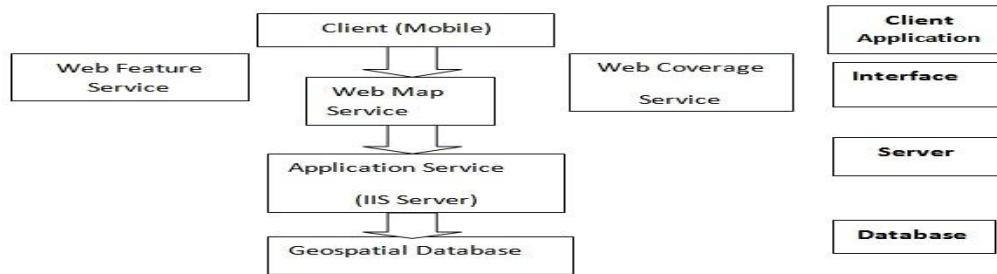 Client (Mobile)
Client
Application
Web Feature
Service
Web Map
Service
Web Coverage
Service
Interface
Application Service
(IIS Server)
Server
Geospatial Database
Database